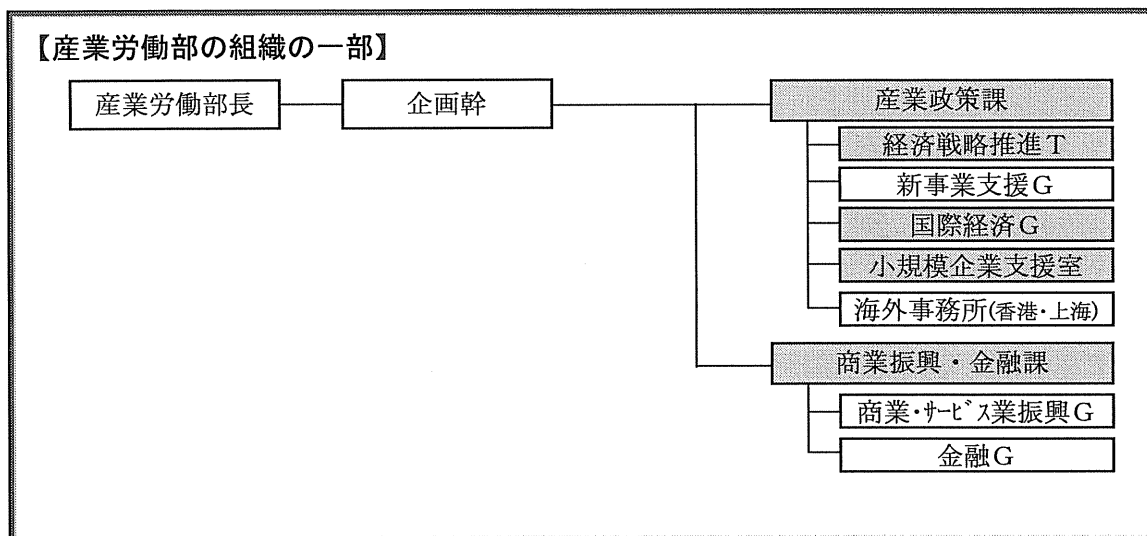 【産業労働部の組織の一部】
産業労働部長
企画幹
産業政策課
経済戦略推進T
新事業支援G
国際経済G
小規模企業支援室
海外事務所(香港・上海)
商業振興・金融課
商業・サービス業振興G
金融G